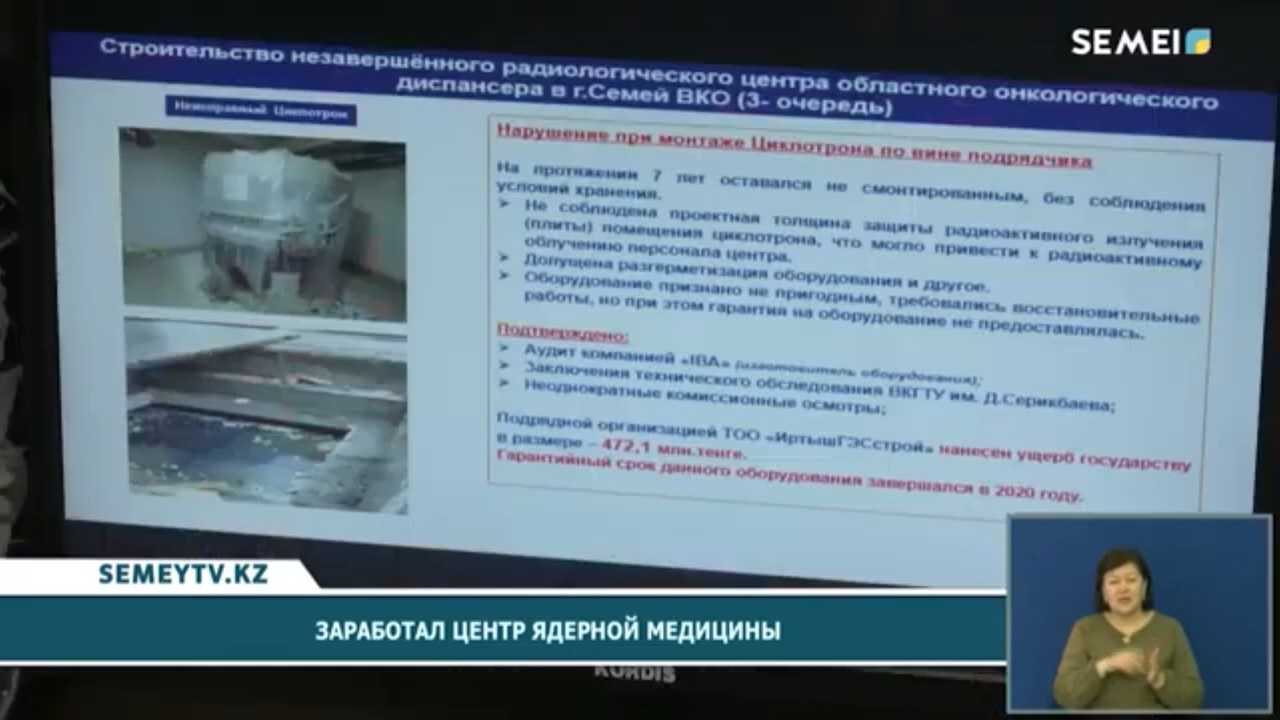 SEMEI
Строительство незавершённого радиологического центра областного онкологического
диспансера в г.Семей ВКО (3- очередь)
Неисправный Циклотрон
Нарушение при монтаже Циклотрона по вине подрядчика
На протяжении 7 лет оставался не смонтированным, без соблюдения
условий хранения.
➤ Не соблюдена проектная толщина защиты радиоактивного излучения
(плиты) помещения циклотрона, что могло привести к радиоактивному
облучению персонала центра.
➤ Допущена разгерметизация оборудования и другое.
➤ Оборудование признано не пригодным, требовались восстановительные
работы, но при этом гарантия на оборудование не предоставлялась.
Подтверждено:
➤ Аудит компанией «IBA» (изготовитель оборудования);
➤ Заключения технического обследования ВКГТУ им. Д.Серикбаева;
➤ Неоднократные комиссионные осмотры;
Подрядной организацией ТОО «ИртышГЭСстрой» нанесен ущерб государству
в размере – 472,1 млн.тенге.
Гарантийный срок данного оборудования завершался в 2020 году.
SEMEYTV.KZ
ЗАРАБОТАЛ ЦЕНТР ЯДЕРНОЙ МЕДИЦИНЫ